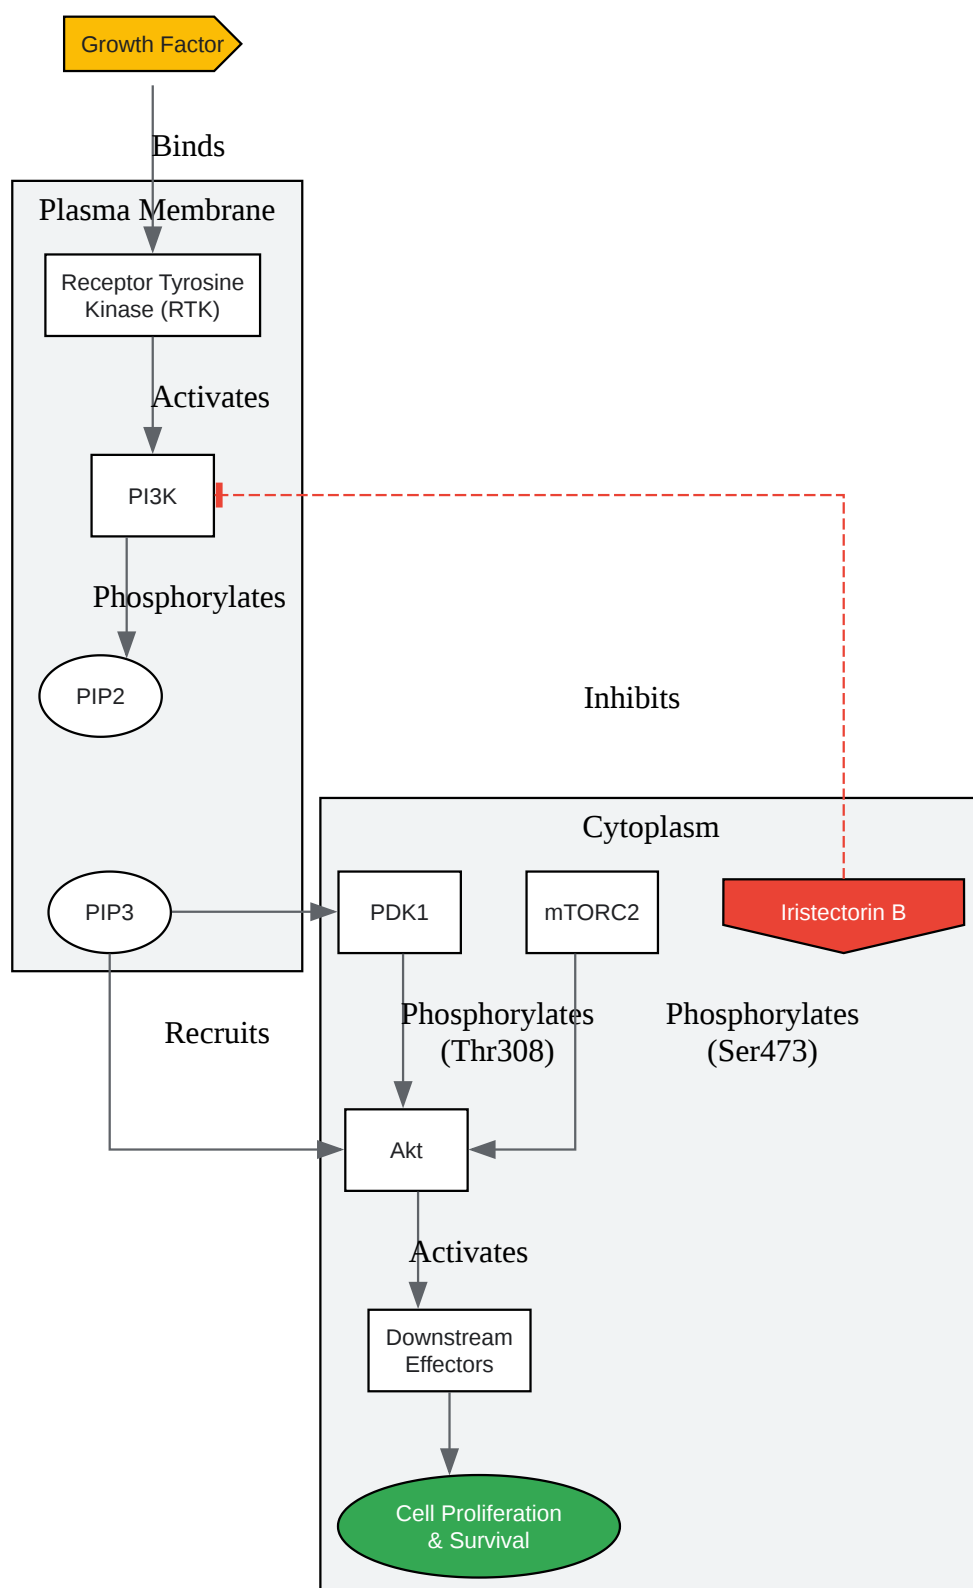 Growth Factor
Binds
Plasma Membrane
Receptor Tyrosine
Kinase (RTK)
Activates
PI3K
Phosphorylates
PIP2
Inhibits
Cytoplasm
PIP3
PDK1
mTORC2
Iristectorin B
Recruits
Phosphorylates
(Thr308)
Phosphorylates
(Ser473)
Akt
Activates
Downstream
Effectors
Cell Proliferation
& Survival